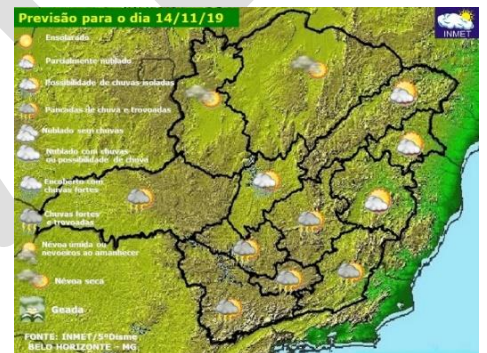 Previsão para o dia 14/11/19
INMET
Ensolarado
Parcialmente nublado
Possibilidade de chuvas isoladas
Pancadas de chuva e trovoadas
Nublado sem chuvas
Nublado com chuvas
ou possibilidade de chuva
Encoberto com
chuvas fortes
Chuvas fortes
e trovoadas
Névoa úmida ou
nevoeiros ao amanhecer
Névoa seca
Geada
FONTE: INMET/5ºDisme
BELO HORIZONTE - MG